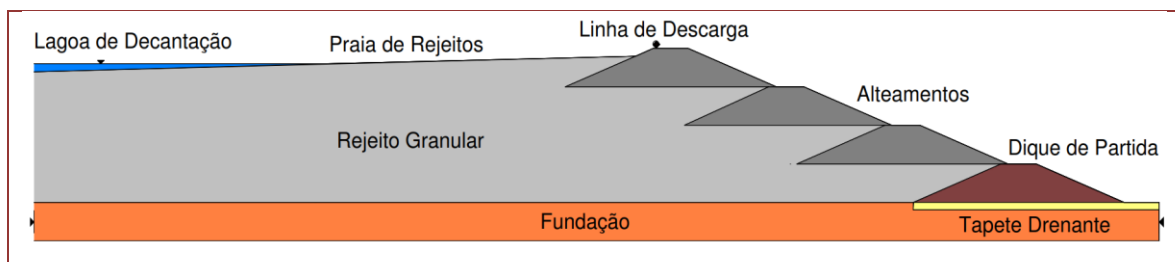 Linha de Descarga
Lagoa de Decantação
Praia de Rejeitos
Alteamentos
Rejeito Granular
Dique de Partida
Fundação
Tapete Drenante